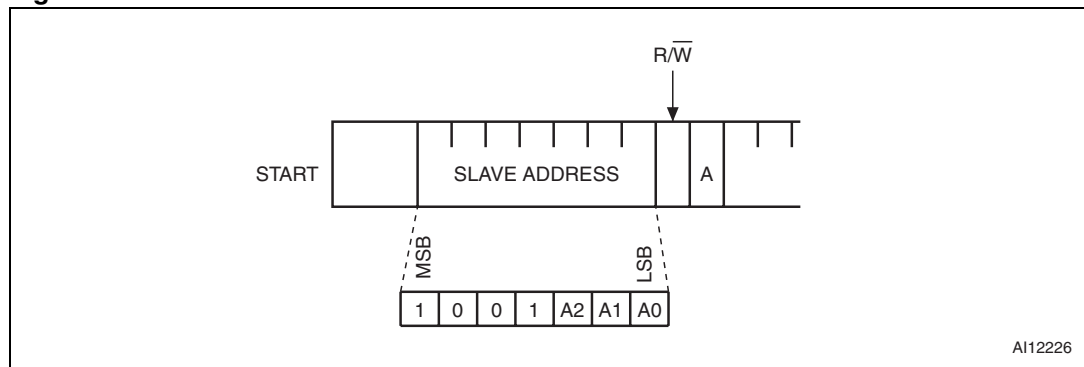 R/W̅
START
SLAVE ADDRESS
A
MSB
LSB
1 0 0 1 A2 A1 A0
AI12226